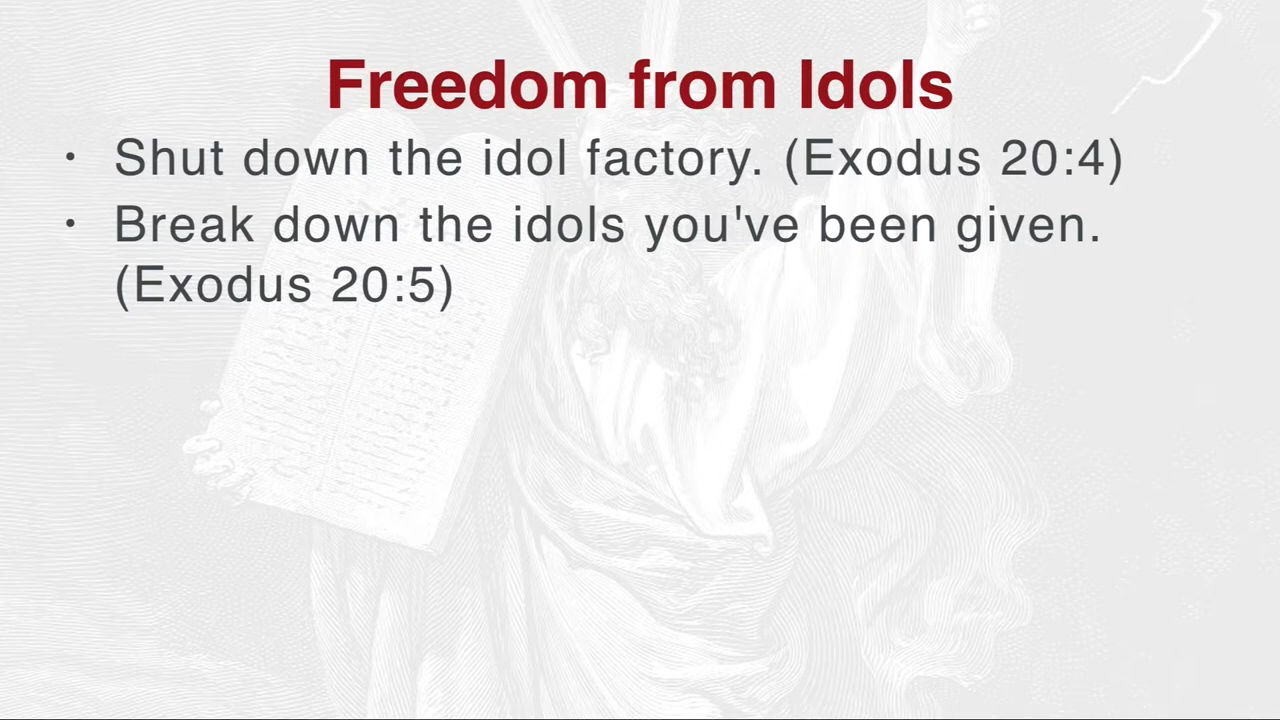 Freedom from Idols
• Shut down the idol factory. (Exodus 20:4)
• Break down the idols you've been given.
(Exodus 20:5)